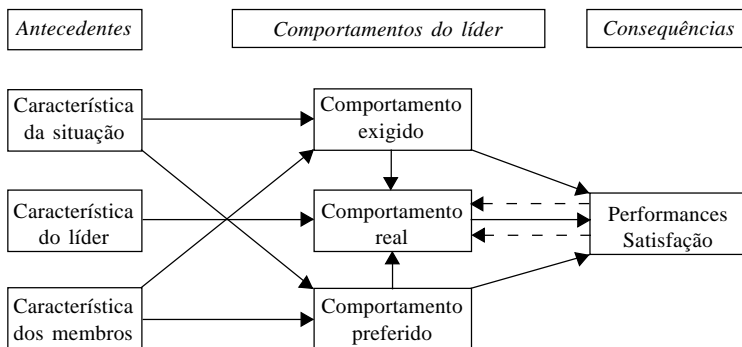 Antecedentes
Comportamentos do líder
Consequências
Característica
da situação
Comportamento
exigido
Característica
do líder
Comportamento
real
Performances
Satisfação
Característica
dos membros
Comportamento
preferido